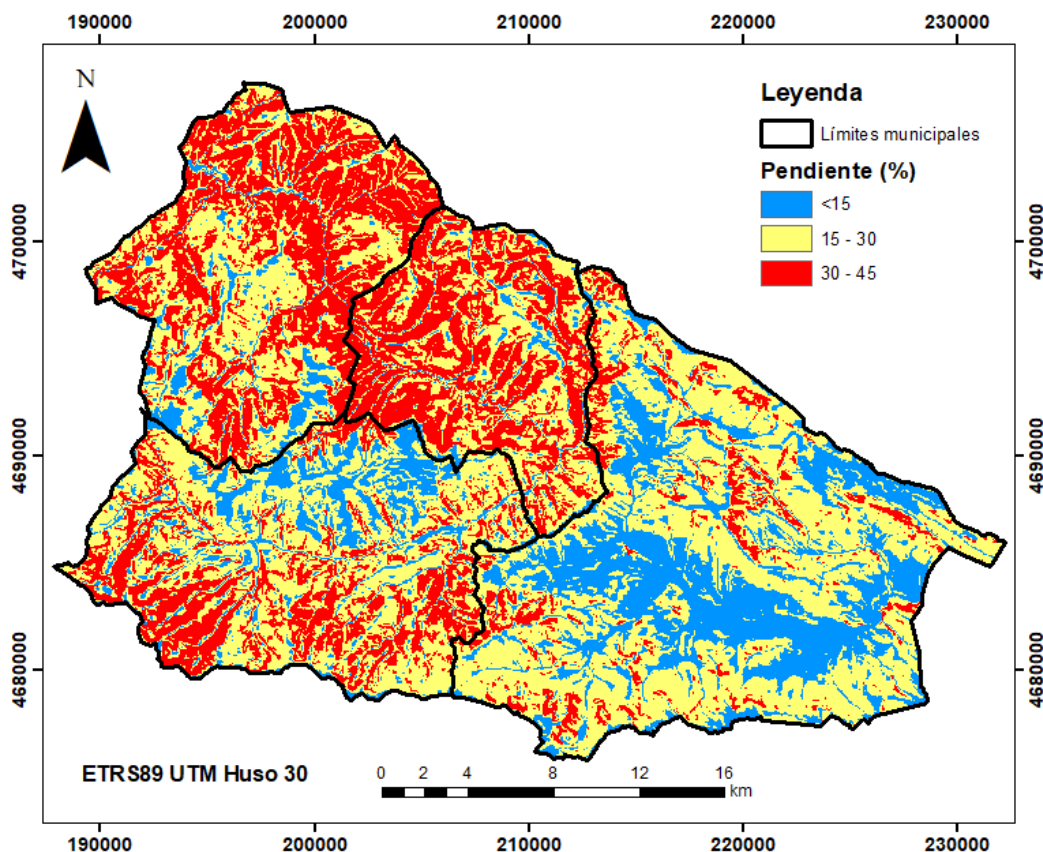 190000 200000 210000 220000 230000
N
Leyenda
Límites municipales
Pendiente (%)
<15
15 - 30
30 - 45
4700000 4700000
4690000 4690000
4680000 4680000
ETRS89 UTM Huso 30
0 2 4 8 12 16
km
190000 200000 210000 220000 230000